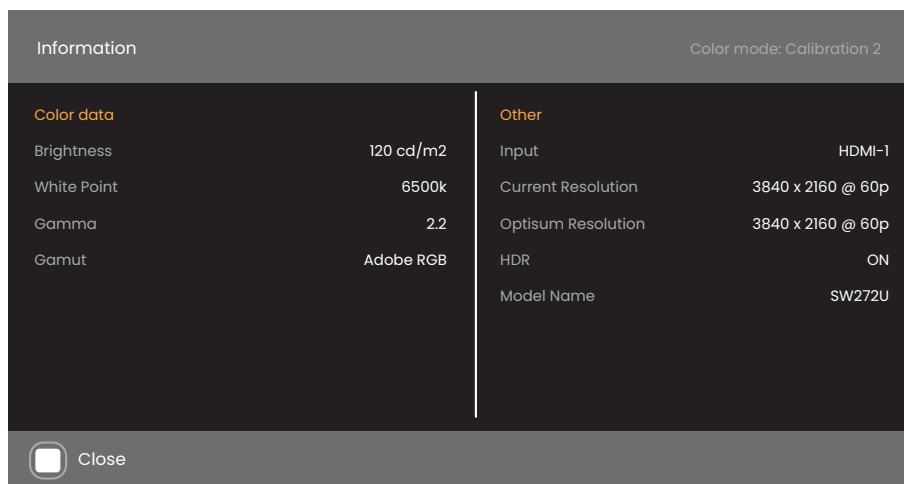 Information
Color mode: Calibration 2
Color data
Brightness 120 cd/m2
White Point 6500k
Gamma 2.2
Gamut Adobe RGB
Other
Input HDMI-1
Current Resolution 3840 x 2160 @ 60p
Optisum Resolution 3840 x 2160 @ 60p
HDR ON
Model Name SW272U
Close